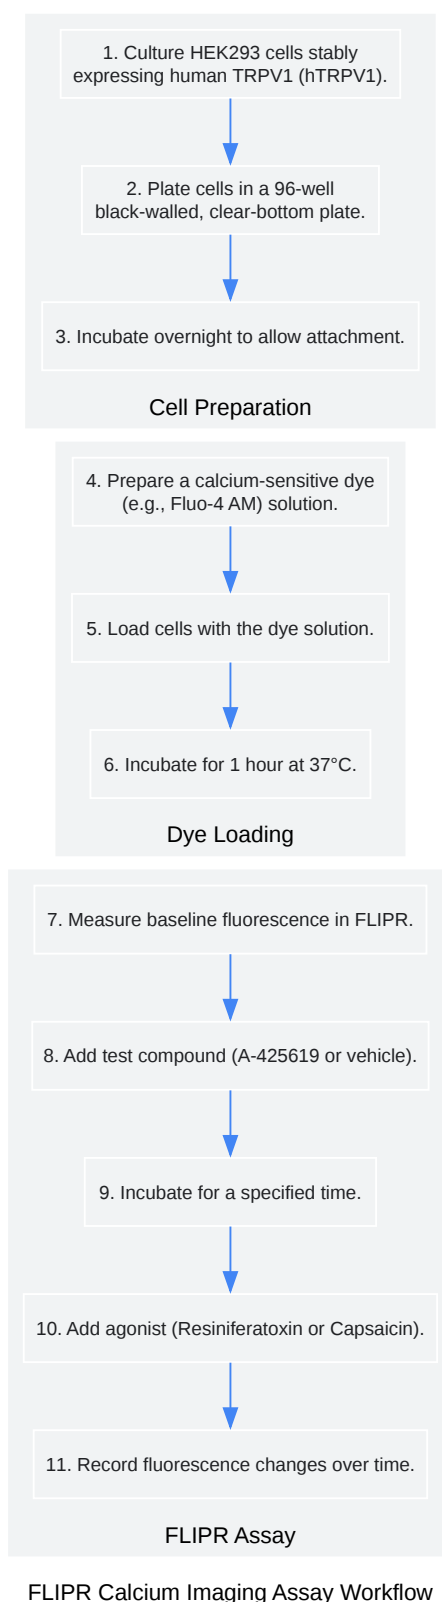 1. Culture HEK293 cells stably
expressing human TRPV1 (hTRPV1).
2. Plate cells in a 96-well
black-walled, clear-bottom plate.
3. Incubate overnight to allow attachment.
Cell Preparation
4. Prepare a calcium-sensitive dye
(e.g., Fluo-4 AM) solution.
5. Load cells with the dye solution.
6. Incubate for 1 hour at 37°C.
Dye Loading
7. Measure baseline fluorescence in FLIPR.
8. Add test compound (A-425619 or vehicle).
9. Incubate for a specified time.
10. Add agonist (Resiniferatoxin or Capsaicin).
11. Record fluorescence changes over time.
FLIPR Assay
FLIPR Calcium Imaging Assay Workflow